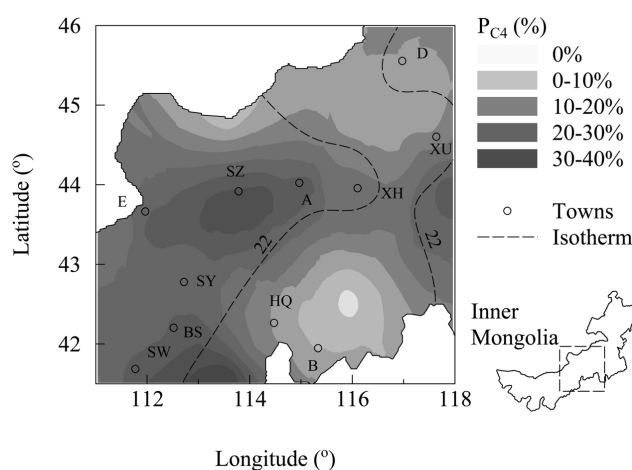 46
45
44
43
42
Latitude (º)
112
114
116
118
Longitude (º)
D
XU
SZ
A
XH
E
22
22
SY
HQ
BS
SW
B
P C4 (%)
0%
0-10%
10-20%
20-30%
30-40%
Towns
Isotherm
Inner
Mongolia